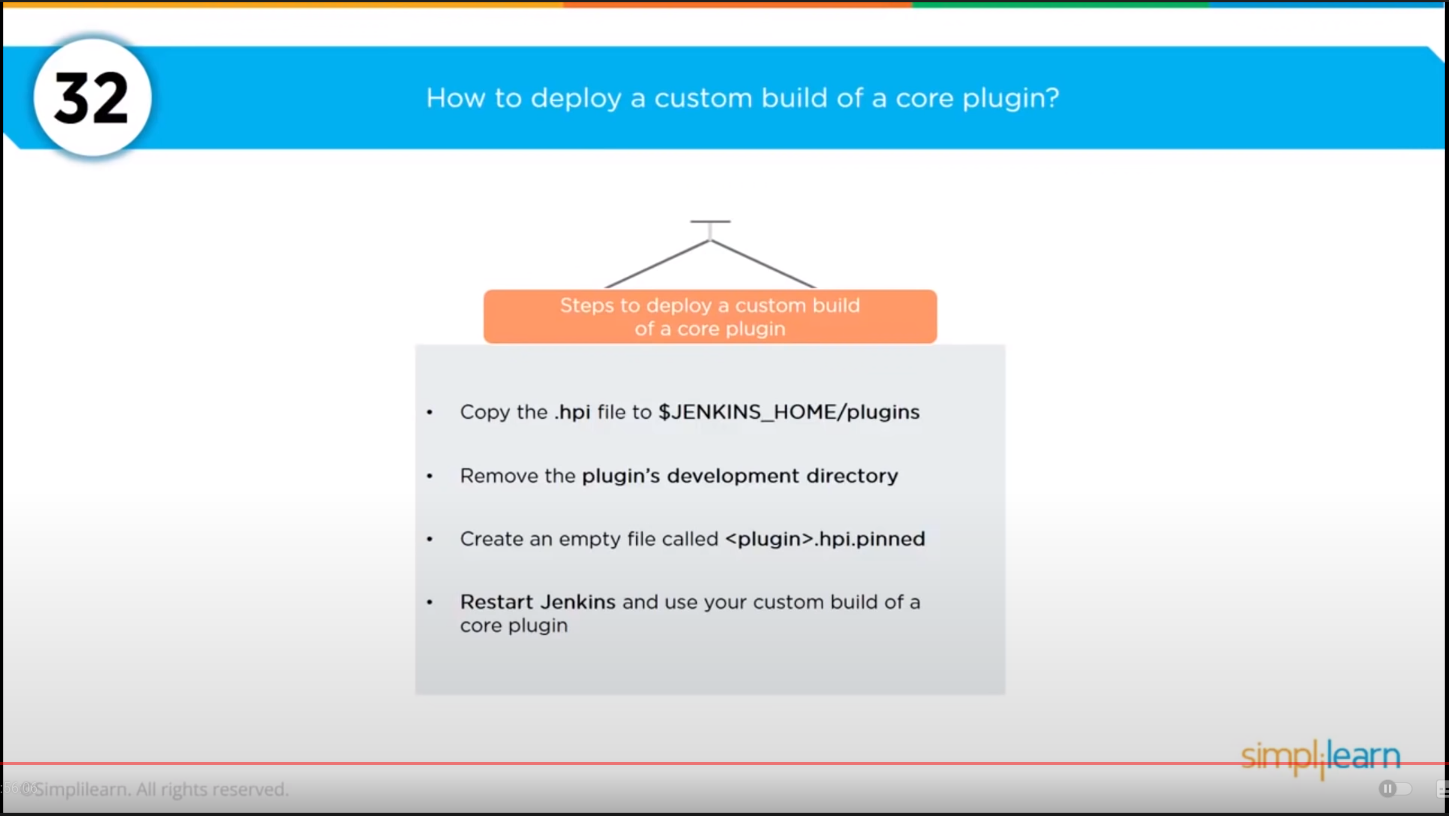 32
How to deploy a custom build of a core plugin?
Steps to deploy a custom build
of a core plugin
• Copy the .hpi file to $JENKINS_HOME/plugins
• Remove the plugin’s development directory
• Create an empty file called <plugin>.hpi.pinned
• Restart Jenkins and use your custom build of a
core plugin
simplilearn
©Simplilearn. All rights reserved.